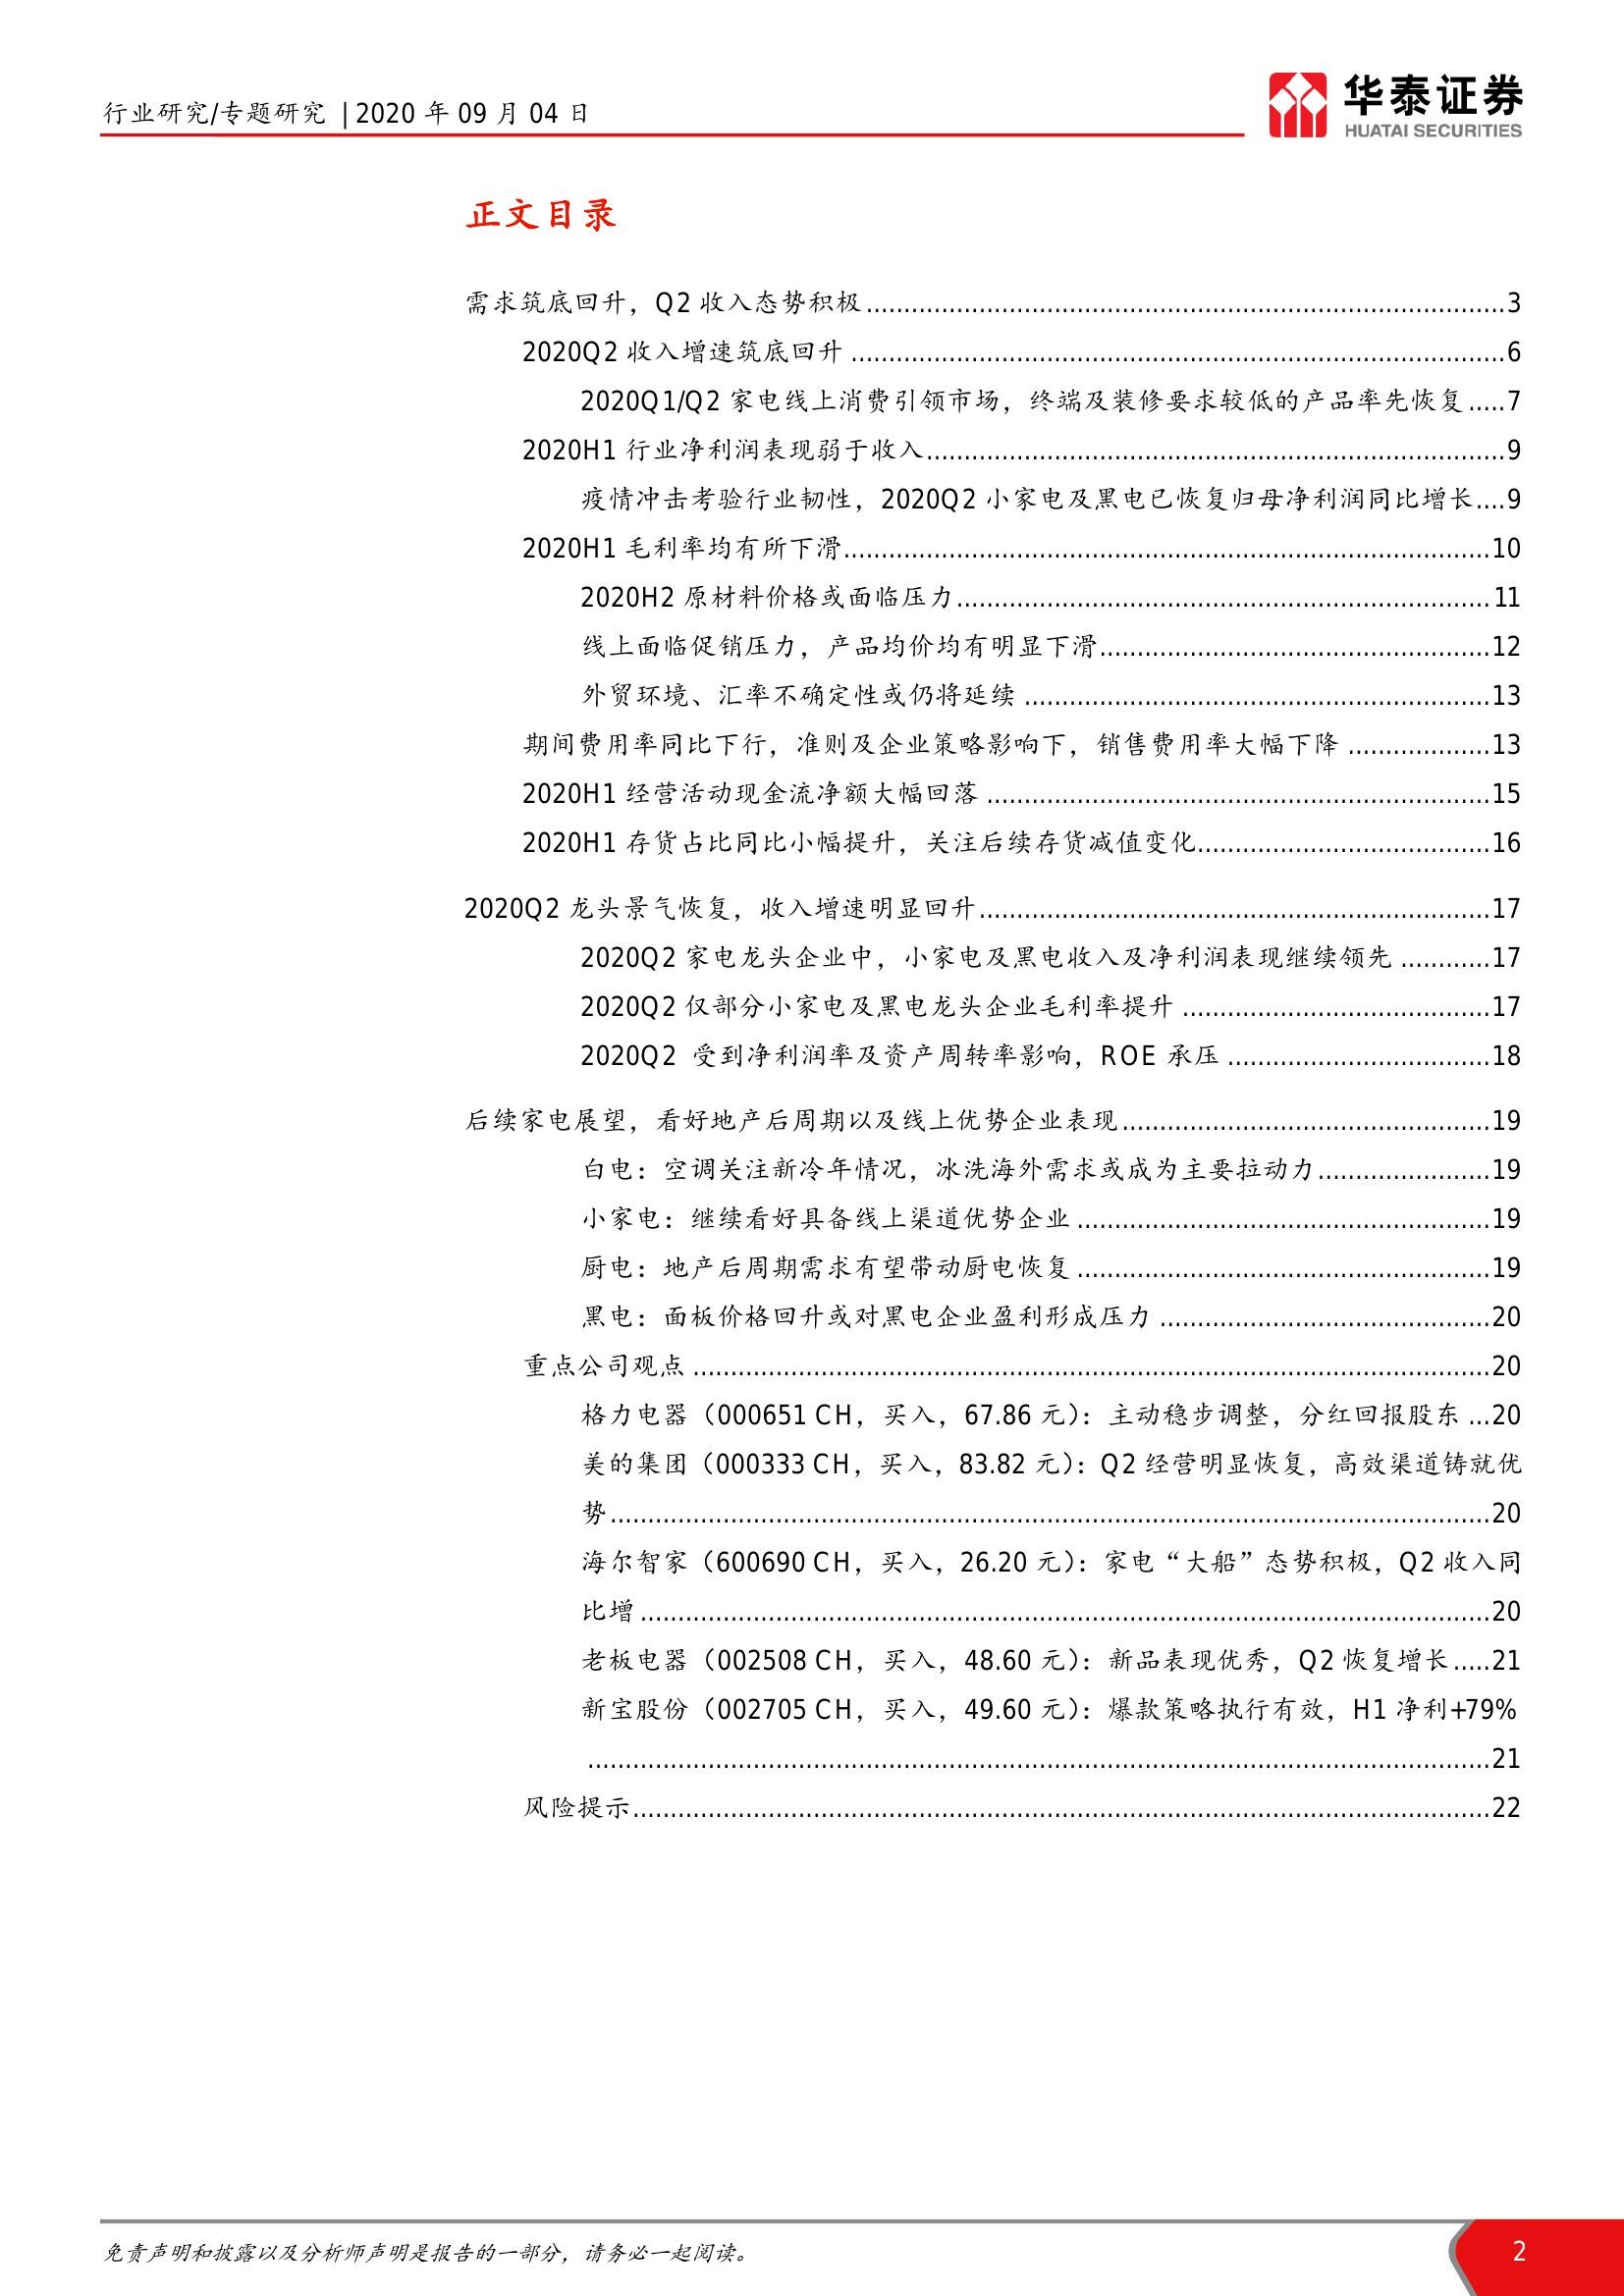 行业研究/专题研究 | 2020 年 09 月 04 日
华泰证券
HUATAI SECURITIES
正文目录
需求筑底回升，Q2 收入态势积极......3
2020Q2 收入增速筑底回升......6
2020Q1/Q2 家电线上消费引领市场，终端及装修要求较低的产品率先恢复.....7
2020H1 行业净利润表现弱于收入......9
疫情冲击考验行业韧性，2020Q2 小家电及黑电已恢复归母净利润同比增长....9
2020H1 毛利率均有所下滑......10
2020H2 原材料价格或面临压力......11
线上面临促销压力，产品均价均有明显下滑......12
外贸环境、汇率不确定性或仍将延续......13
期间费用率同比下行，准则及企业策略影响下，销售费用率大幅下降......13
2020H1 经营活动现金流净额大幅回落......15
2020H1 存货占比同比小幅提升，关注后续存货减值变化......16
2020Q2 龙头景气恢复，收入增速明显回升......17
2020Q2 家电龙头企业中，小家电及黑电收入及净利润表现继续领先......17
2020Q2 仅部分小家电及黑电龙头企业毛利率提升......17
2020Q2 受到净利润率及资产周转率影响，ROE 承压......18
后续家电展望，看好地产后周期以及线上优势企业表现......19
白电：空调关注新冷年情况，冰洗海外需求或成为主要拉动力......19
小家电：继续看好具备线上渠道优势企业......19
厨电：地产后周期需求有望带动厨电恢复......19
黑电：面板价格回升或对黑电企业盈利形成压力......20
重点公司观点......20
格力电器（000651 CH，买入，67.86 元）：主动稳步调整，分红回报股东...20
美的集团（000333 CH，买入，83.82 元）：Q2 经营明显恢复，高效渠道铸就优
势......20
海尔智家（600690 CH，买入，26.20 元）：家电“大船”态势积极，Q2 收入同
比增......20
老板电器（002508 CH，买入，48.60 元）：新品表现优秀，Q2 恢复增长.....21
新宝股份（002705 CH，买入，49.60 元）：爆款策略执行有效，H1 净利+79%
......21
风险提示......22
免责声明和披露以及分析师声明是报告的一部分，请务必一起阅读。
2